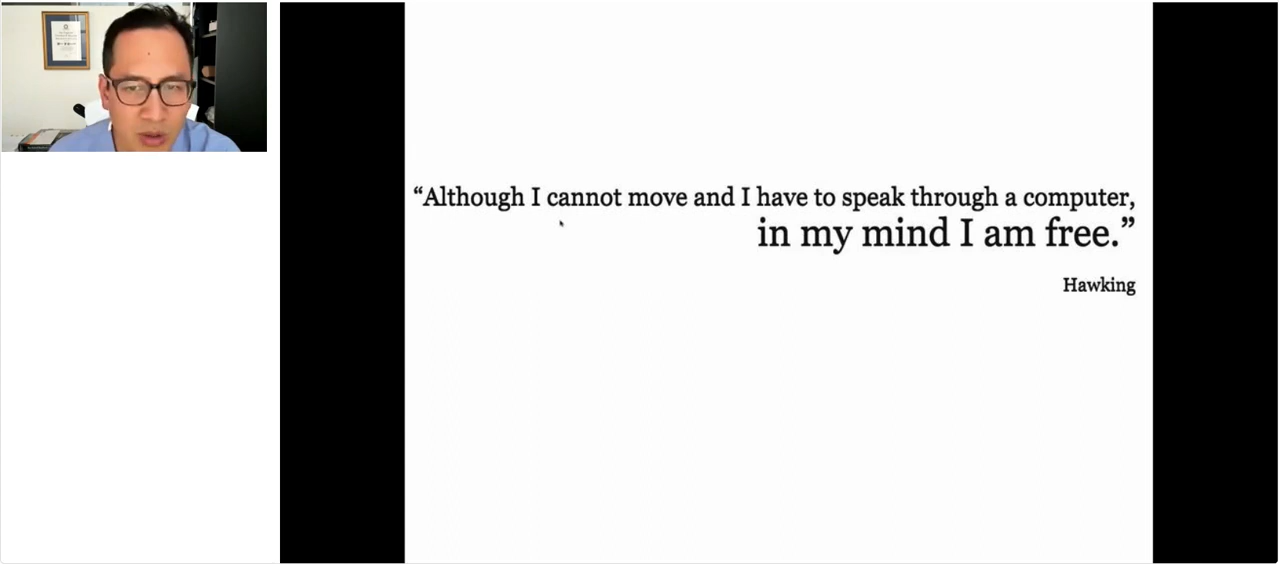 “Although I cannot move and I have to speak through a computer,
in my mind I am free.”
Hawking